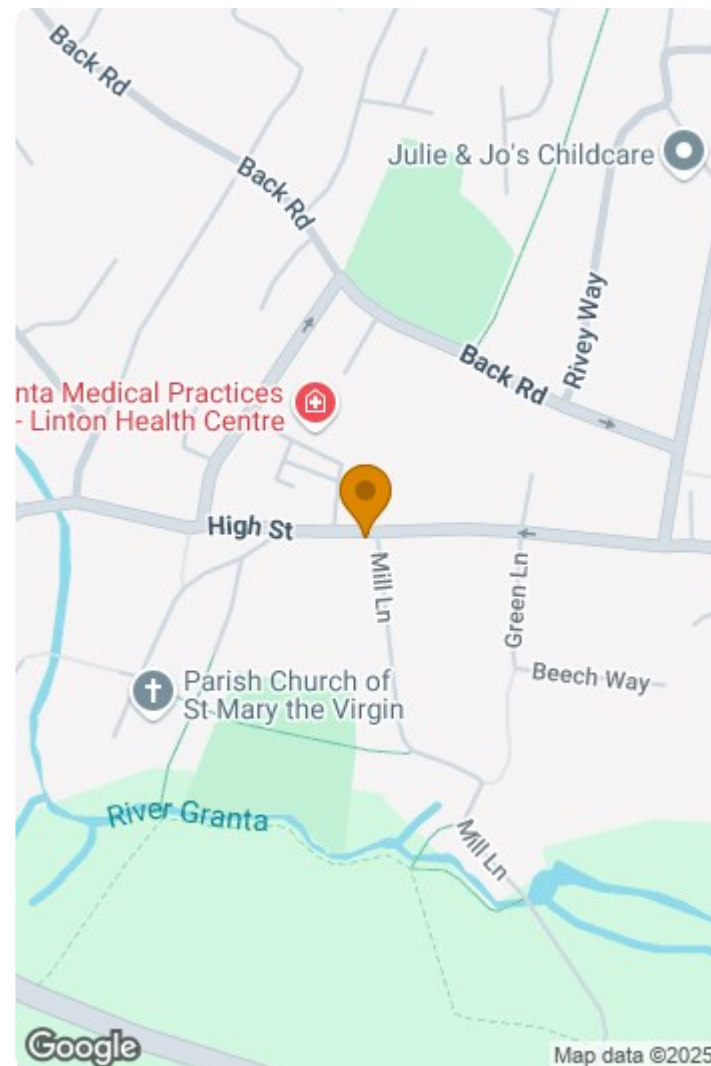 Back Rd
Back Rd
Julie & Jo's Childcare
Rivey Way
Back Rd
nta Medical Practices
- Linton Health Centre
High St
Mill Ln
Green Ln
Beech Way
Parish Church of
St Mary the Virgin
River Granta
Mill Ln
Google
Map data ©2025